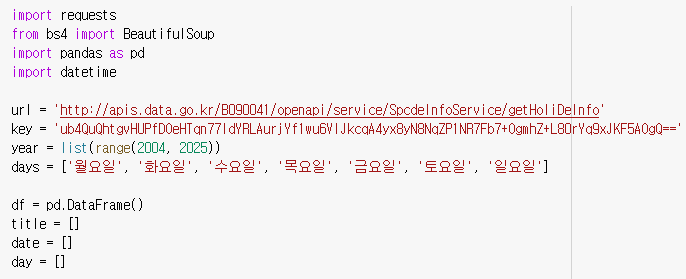 import requests
from bs4 import BeautifulSoup
import pandas as pd
import datetime

url = 'http://apis.data.go.kr/B090041/openapi/service/SpcdeInfoService/getHoliDeInfo'
key =
year = list(range(2004, 2025))
days = ['월요일', '화요일', '수요일', '목요일', '금요일', '토요일', '일요일']

df = pd.DataFrame()
title = []
date = []
day = []